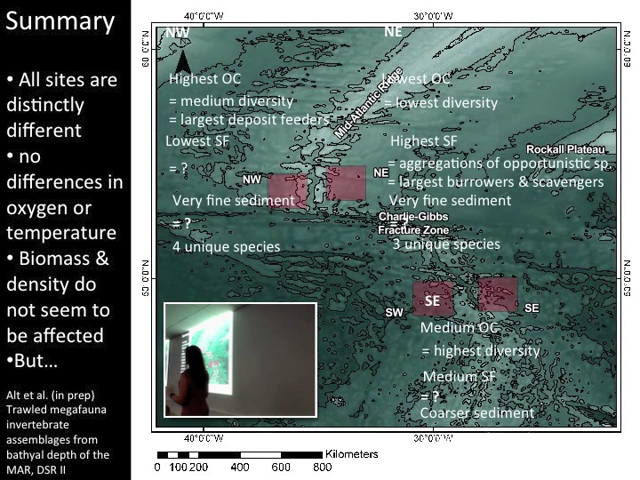 Summary
• All sites are
distinctly
different
• no
differences in
oxygen or
temperature
• Biomass &
density do
not seem to
be affected
•But...
Alt et al. (in prep)
Trawled megafauna
invertebrate
assemblages from
bathyal depth of the
MAR, DSR II
40°0'0"W
30°0'0"W
NW
NE
Highest OC
= medium diversity
= largest deposit feeders
Lowest SF
= ?
Very fine sediment
= ?
4 unique species
Lowest OC
= lowest diversity
Highest SF
= aggregations of opportunistic sp.
= largest burrowers & scavengers
Very fine sediment
3 unique species
Mid-Atlantic Ridge
Rockall Plateau
NW
NE
Charlie-Gibbs
Fracture Zone
SE
SW
SE
Medium OC
= highest diversity
Medium SF
= ?
Coarser sediment
40°0'0"W
30°0'0"W
0 100 200 400 600 800
Kilometers